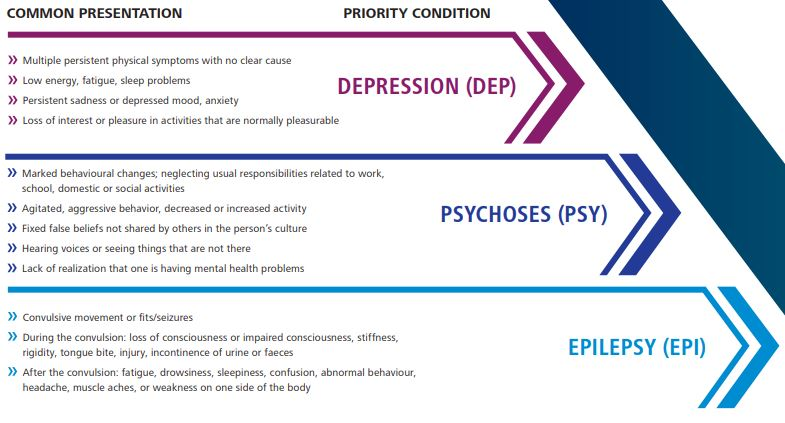 COMMON PRESENTATION
PRIORITY CONDITION
» Multiple persistent physical symptoms with no clear cause
» Low energy, fatigue, sleep problems
» Persistent sadness or depressed mood, anxiety
» Loss of interest or pleasure in activities that are normally pleasurable
DEPRESSION (DEP)
» Marked behavioural changes; neglecting usual responsibilities related to work,
school, domestic or social activities
» Agitated, aggressive behavior, decreased or increased activity
» Fixed false beliefs not shared by others in the person’s culture
» Hearing voices or seeing things that are not there
» Lack of realization that one is having mental health problems
PSYCHOSES (PSY)
» Convulsive movement or fits/seizures
» During the convulsion: loss of consciousness or impaired consciousness, stiffness,
rigidity, tongue bite, injury, incontinence of urine or faeces
» After the convulsion: fatigue, drowsiness, sleepiness, confusion, abnormal behaviour,
headache, muscle aches, or weakness on one side of the body
EPILEPSY (EPI)